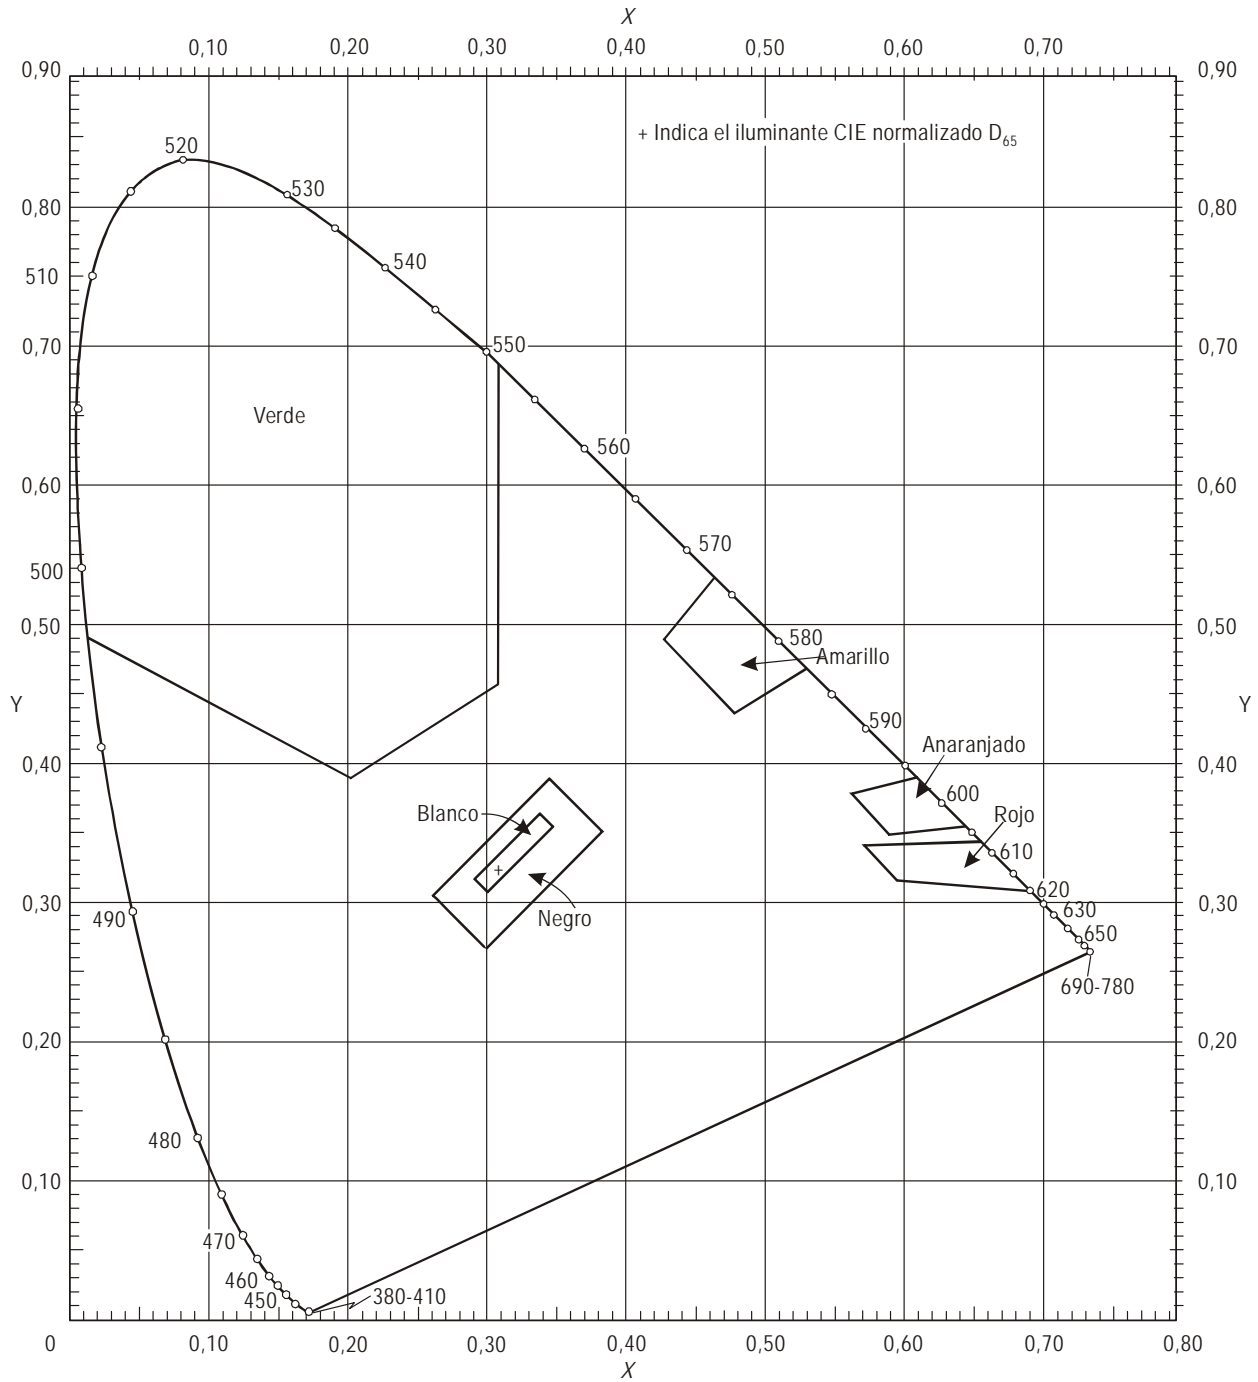 X
0,10 0,20 0,30 0,40 0,50 0,60 0,70
0,90 0,90
+ Indica el iluminante CIE normalizado D65
520
530
0,80 0,80
540
510
550
0,70 0,70
Verde
560
0,60 0,60
570
500
0,50 0,50
580
Amarillo
Y Y
590
Anaranjado
0,40 0,40
600
Blanco Rojo
610
620
0,30 0,30
630
490 Negro
650
690-780
0,20 0,20
480
0,10 0,10
470
460
380-410
450
0 0,10 0,20 0,30 0,40 0,50 0,60 0,70 0,80
X